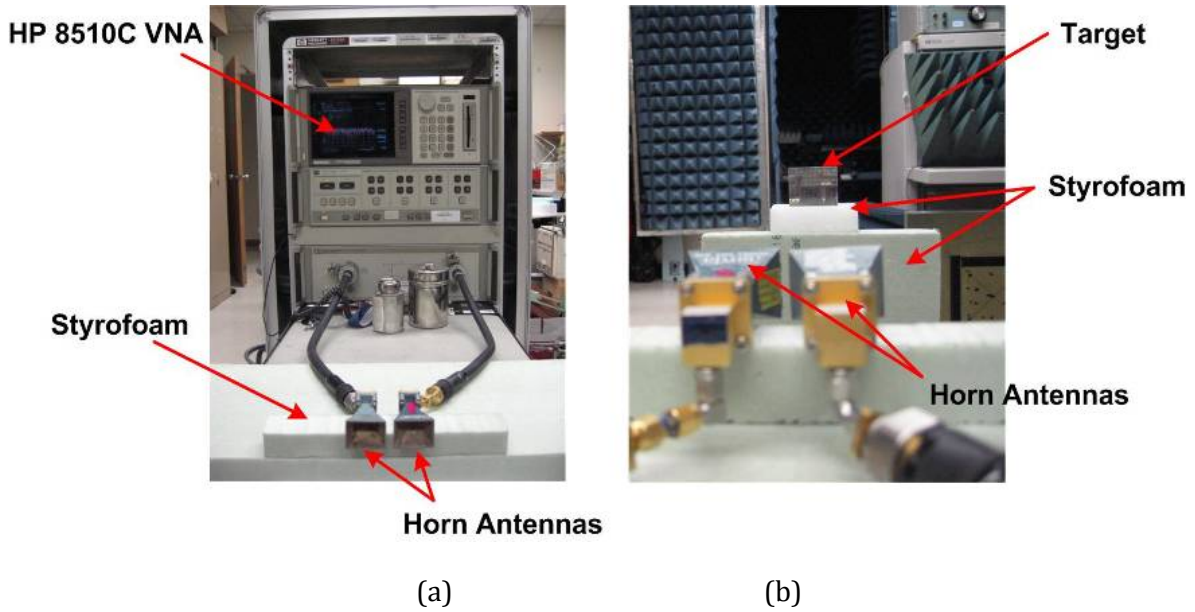 HP 8510C VNA
Styrofoam
Horn Antennas
Target
Styrofoam
Horn Antennas
(a)
(b)